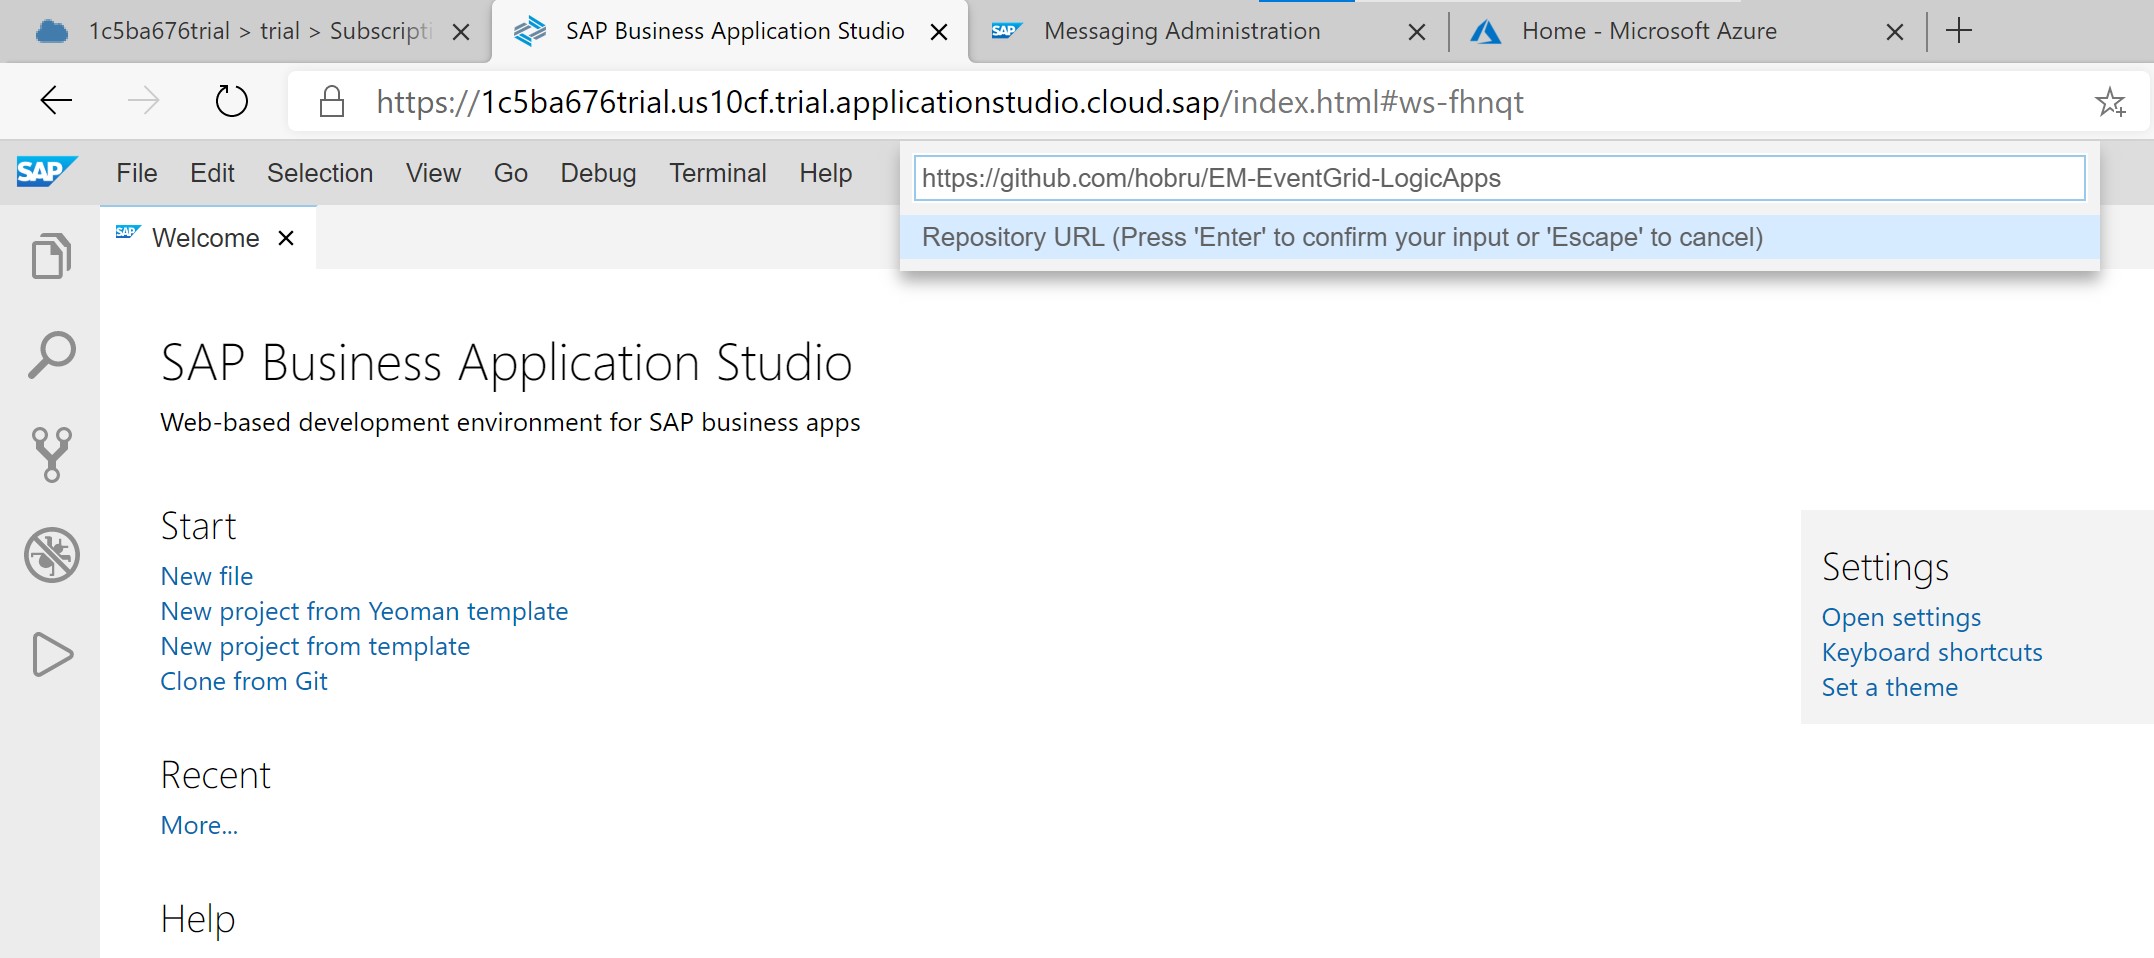 1c5ba676trial > trial > Subscripti
SAP Business Application Studio
SAP Messaging Administration
Home - Microsoft Azure
https://1c5ba676trial.us10cf.trial.applicationstudio.cloud.sap/index.html#ws-fhnqt
SAP File Edit Selection View Go Debug Terminal Help
https://github.com/hobru/EM-EventGrid-LogicApps
Repository URL (Press 'Enter' to confirm your input or 'Escape' to cancel)
SAP Welcome
SAP Business Application Studio
Web-based development environment for SAP business apps
Start
New file
New project from Yeoman template
New project from template
Clone from Git
Recent
More...
Help
Settings
Open settings
Keyboard shortcuts
Set a theme